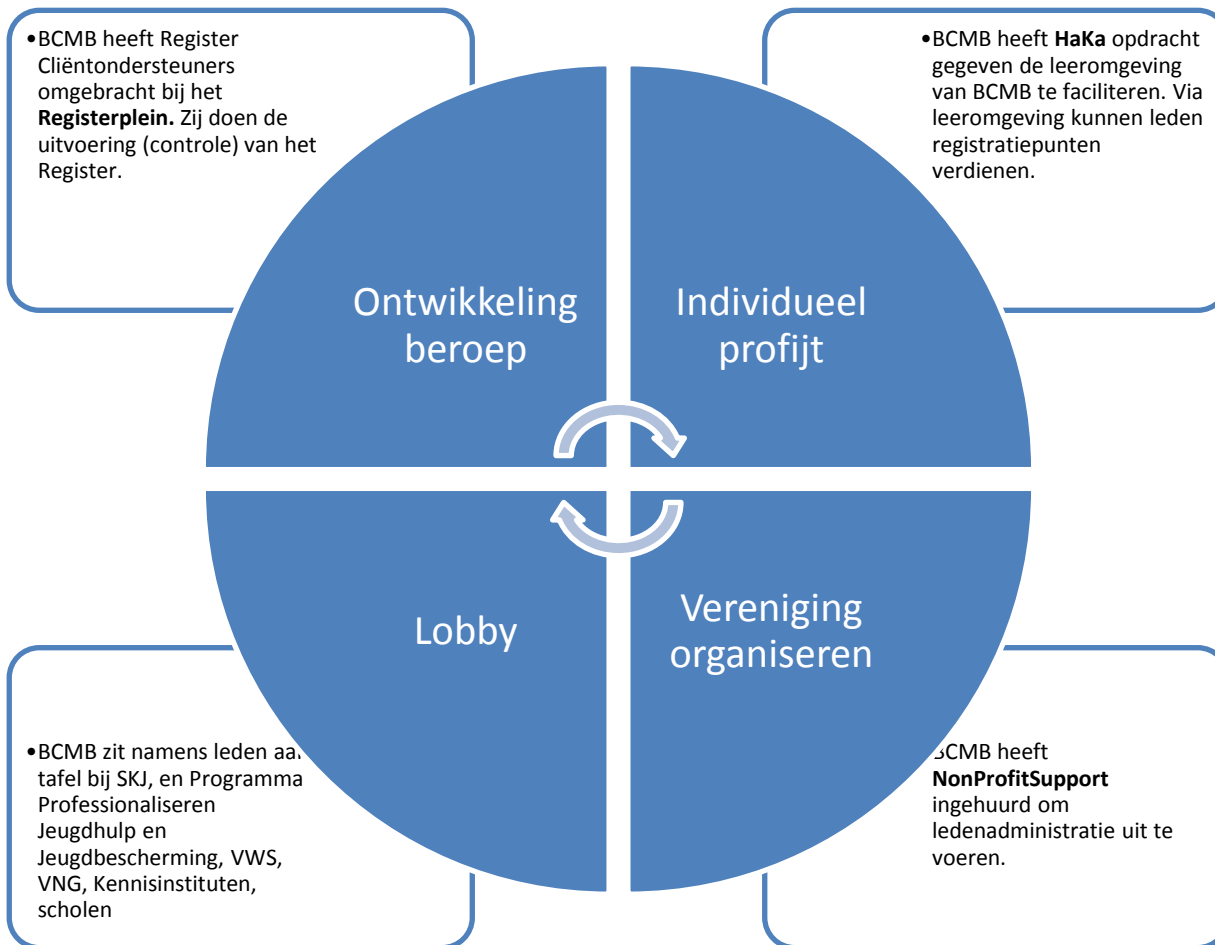 •BCMB heeft Register
Cliëntondersteuners
omgebracht bij het
Registerplein. Zij doen de
uitvoering (controle) van het
Register.
•BCMB heeft HaKa opdracht
gegeven de leeromgeving
van BCMB te faciliteren. Via
leeromgeving kunnen leden
registratiepunten
verdienen.
Ontwikkeling
beroep
Individueel
profijt
Lobby
Vereniging
organiseren
•BCMB zit namens leden
tafel bij SKJ, en Programma
Professionaliseren
Jeugdhulp en
Jeugdbescherming, VWS,
VNG, Kennisinstituten,
scholen
BCMB heeft
NonProfitSupport
ingehuurd om
ledenadministratie uit te
voeren.